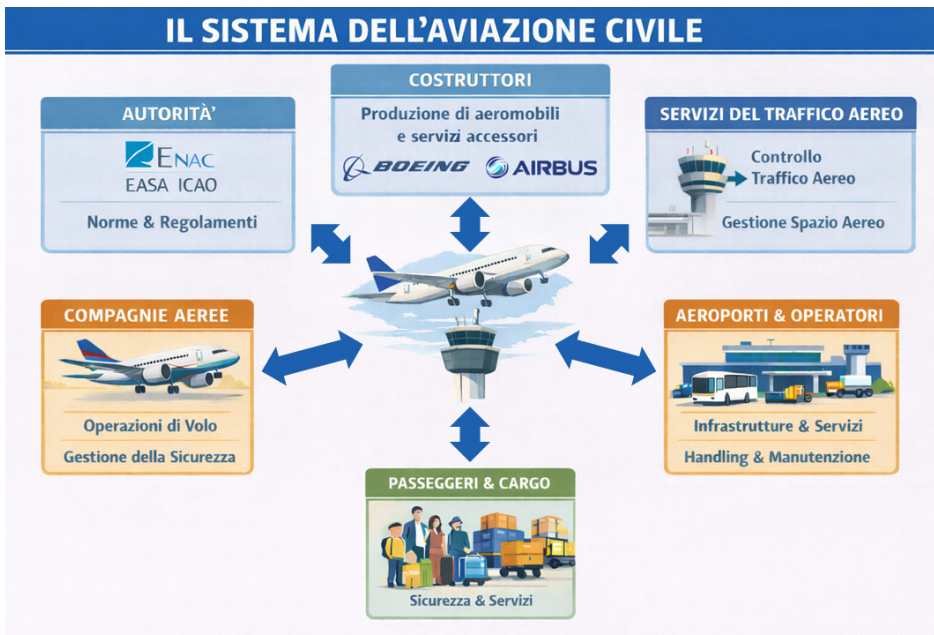 IL SISTEMA DELL'AVIAZIONE CIVILE
AUTORITÀ'
ENAC
EASA ICAO
Norme & Regolamenti
COSTRUTTORI
Produzione di aeromobili
e servizi accessori
BOEING AIRBUS
SERVIZI DEL TRAFFICO AEREO
Controllo
Traffico Aereo
Gestione Spazio Aereo
COMPAGNIE AEREE
Operazioni di Volo
Gestione della Sicurezza
AEROPORTI & OPERATORI
Infrastrutture & Servizi
Handling & Manutenzione
PASSEGGERI & CARGO
Sicurezza & Servizi